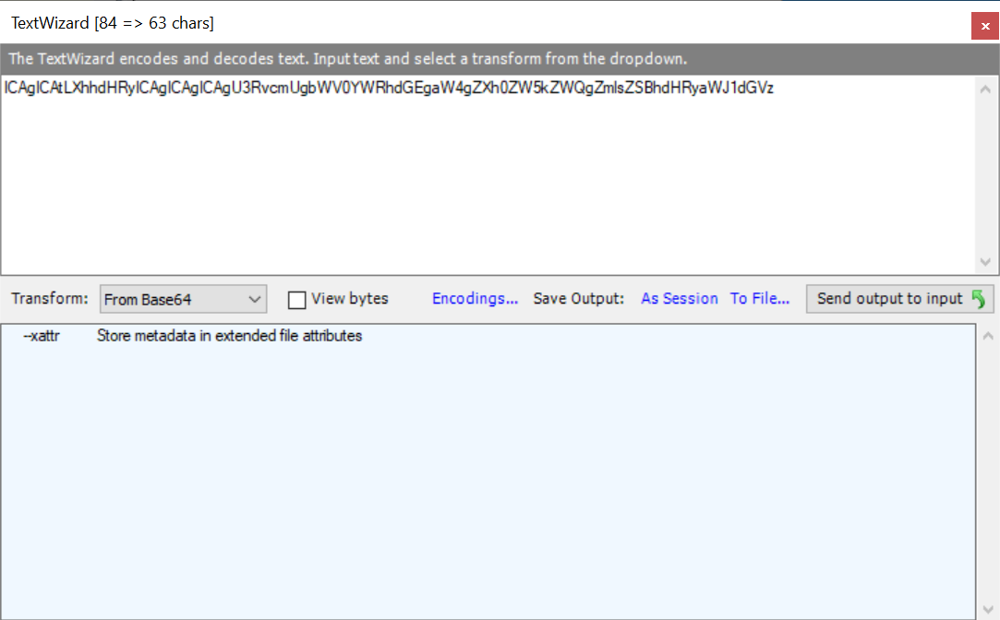 TextWizard [84 => 63 chars]
The TextWizard encodes and decodes text. Input text and select a transform from the dropdown.
ICAgICAtLXhhdHRyICAgICAgICAgU3RvcmUgbWV0YWRhdGEgaW4gZXh0ZW5kZWQgZmlsZSBhdHRyaWJ1dGVz
Transform: From Base64 View bytes Encodings... Save Output: As Session To File... Send output to input
--xattr Store metadata in extended file attributes